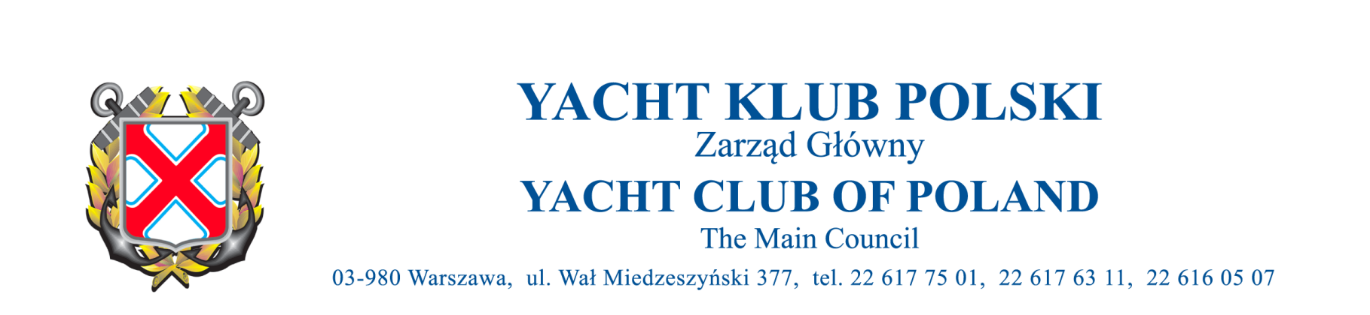 YACHT KLUB POLSKI
Zarząd Główny
YACHT CLUB OF POLAND
The Main Council
03-980 Warszawa, ul. Wał Miedzeszyński 377, tel. 22 617 75 01, 22 617 63 11, 22 616 05 07